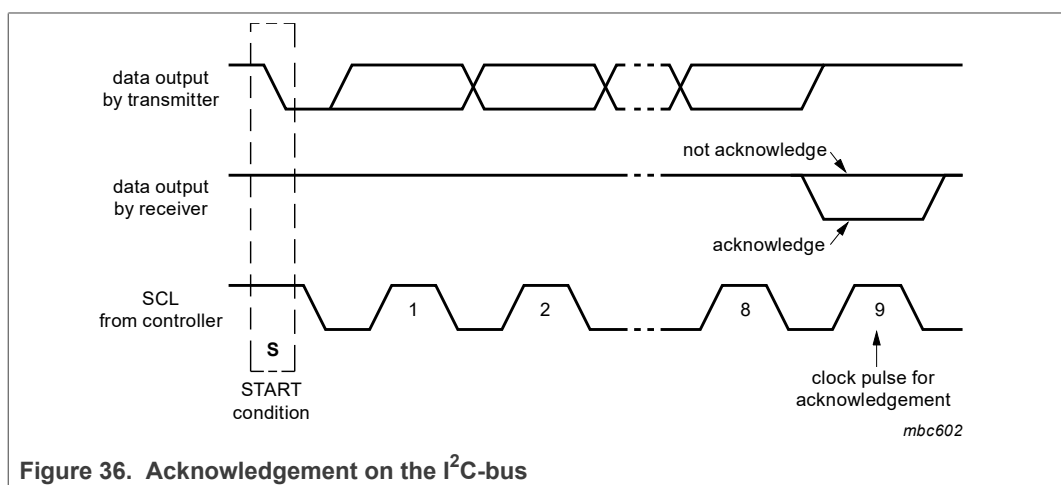 data output
by transmitter
not acknowledge
data output
by receiver
acknowledge
SCL
from controller
1
2
8
9
S
START
condition
clock pulse for
acknowledgement
mbc602
Figure 36. Acknowledgement on the I²C-bus